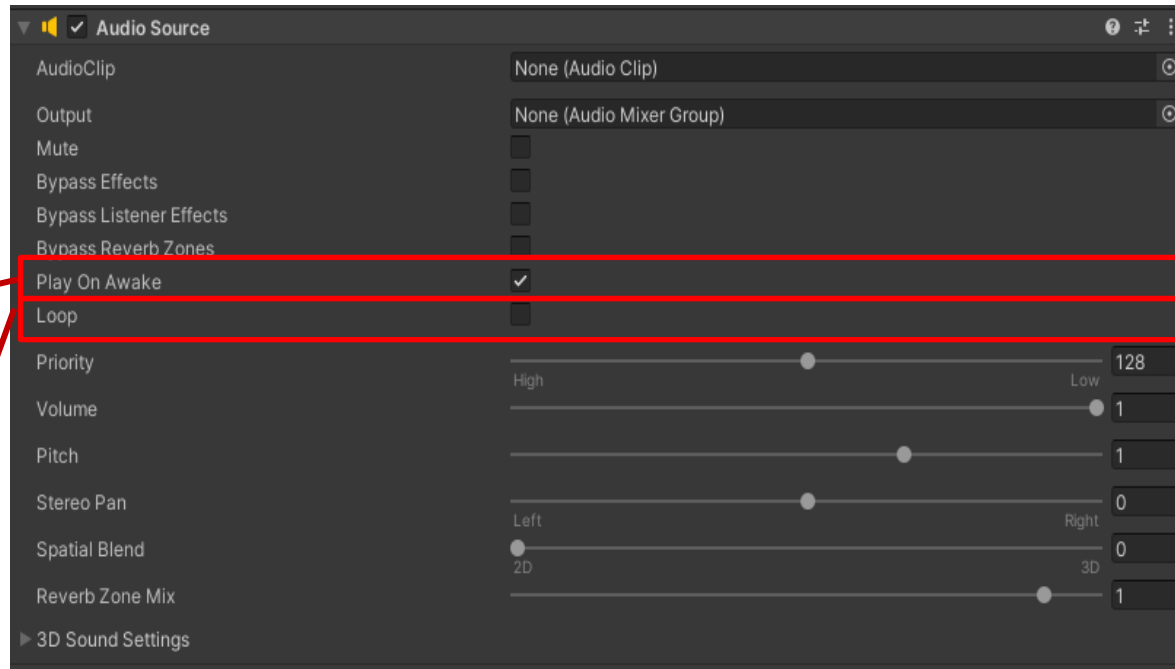 Audio Source
AudioClip None (Audio Clip)
Output None (Audio Mixer Group)
Mute
Bypass Effects
Bypass Listener Effects
Bypass Reverb Zones
Play On Awake
Loop
Priority 128
High Low
Volume 1
Pitch 1
Stereo Pan 0
Left Right
Spatial Blend 0
2D 3D
Reverb Zone Mix 1
3D Sound Settings